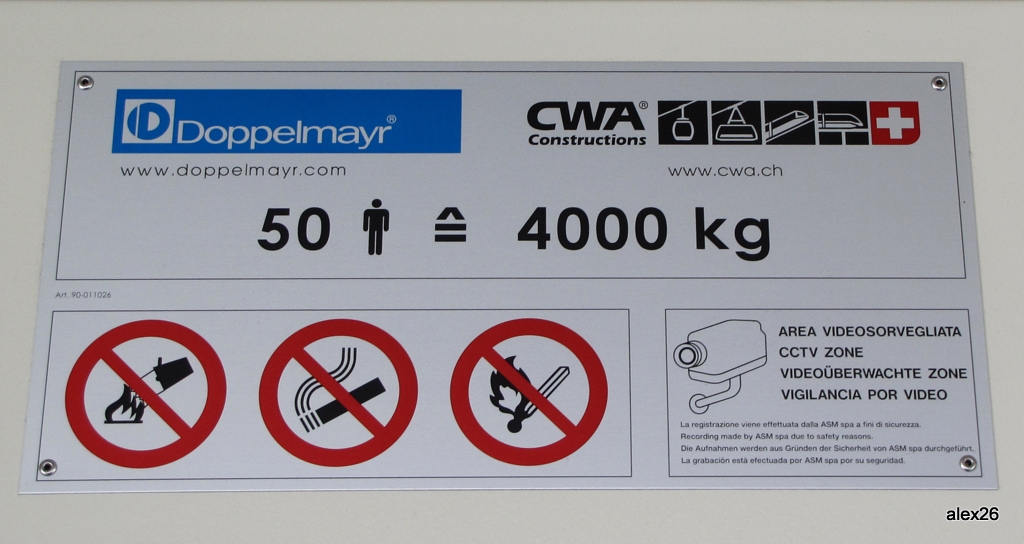 Doppelmayr®
www.doppelmayr.com
CWA®
Constructions
www.cwa.ch
50 ≙ 4000 kg
Art. 90-011026
AREA VIDEOSORVEGLIATA
CCTV ZONE
VIDEOÜBERWACHTE ZONE
VIGILANCIA POR VIDEO
La registrazione viene effettuata dalla ASM spa a fini di sicurezza.
Recording made by ASM spa due to safety reasons.
Die Aufnahmen werden aus Gründen der Sicherheit von ASM spa durchgeführt.
La grabación está efectuada por ASM spa por su seguridad.
alex26